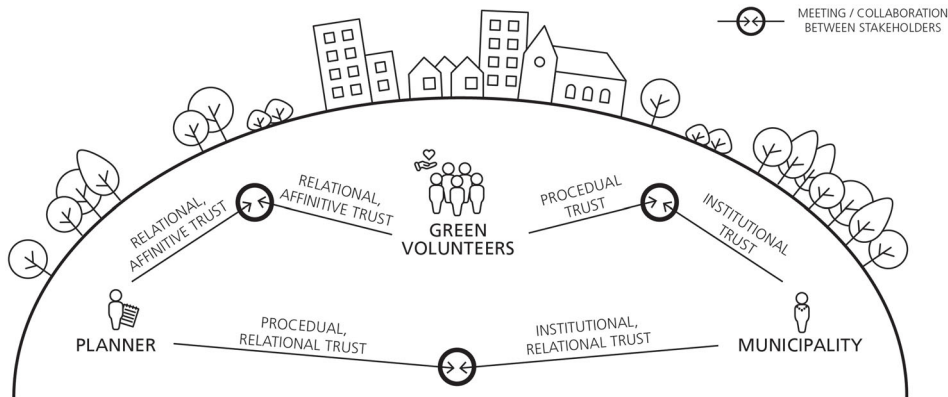 MEETING / COLLABORATION
BETWEEN STAKEHOLDERS
RELATIONAL,
AFFINITIVE TRUST
RELATIONAL,
AFFINITIVE TRUST
GREEN
VOLUNTEERS
PROCEDUAL
TRUST
INSTITUTIONAL
TRUST
PLANNER
PROCEDUAL,
RELATIONAL TRUST
INSTITUTIONAL,
RELATIONAL TRUST
MUNICIPALITY